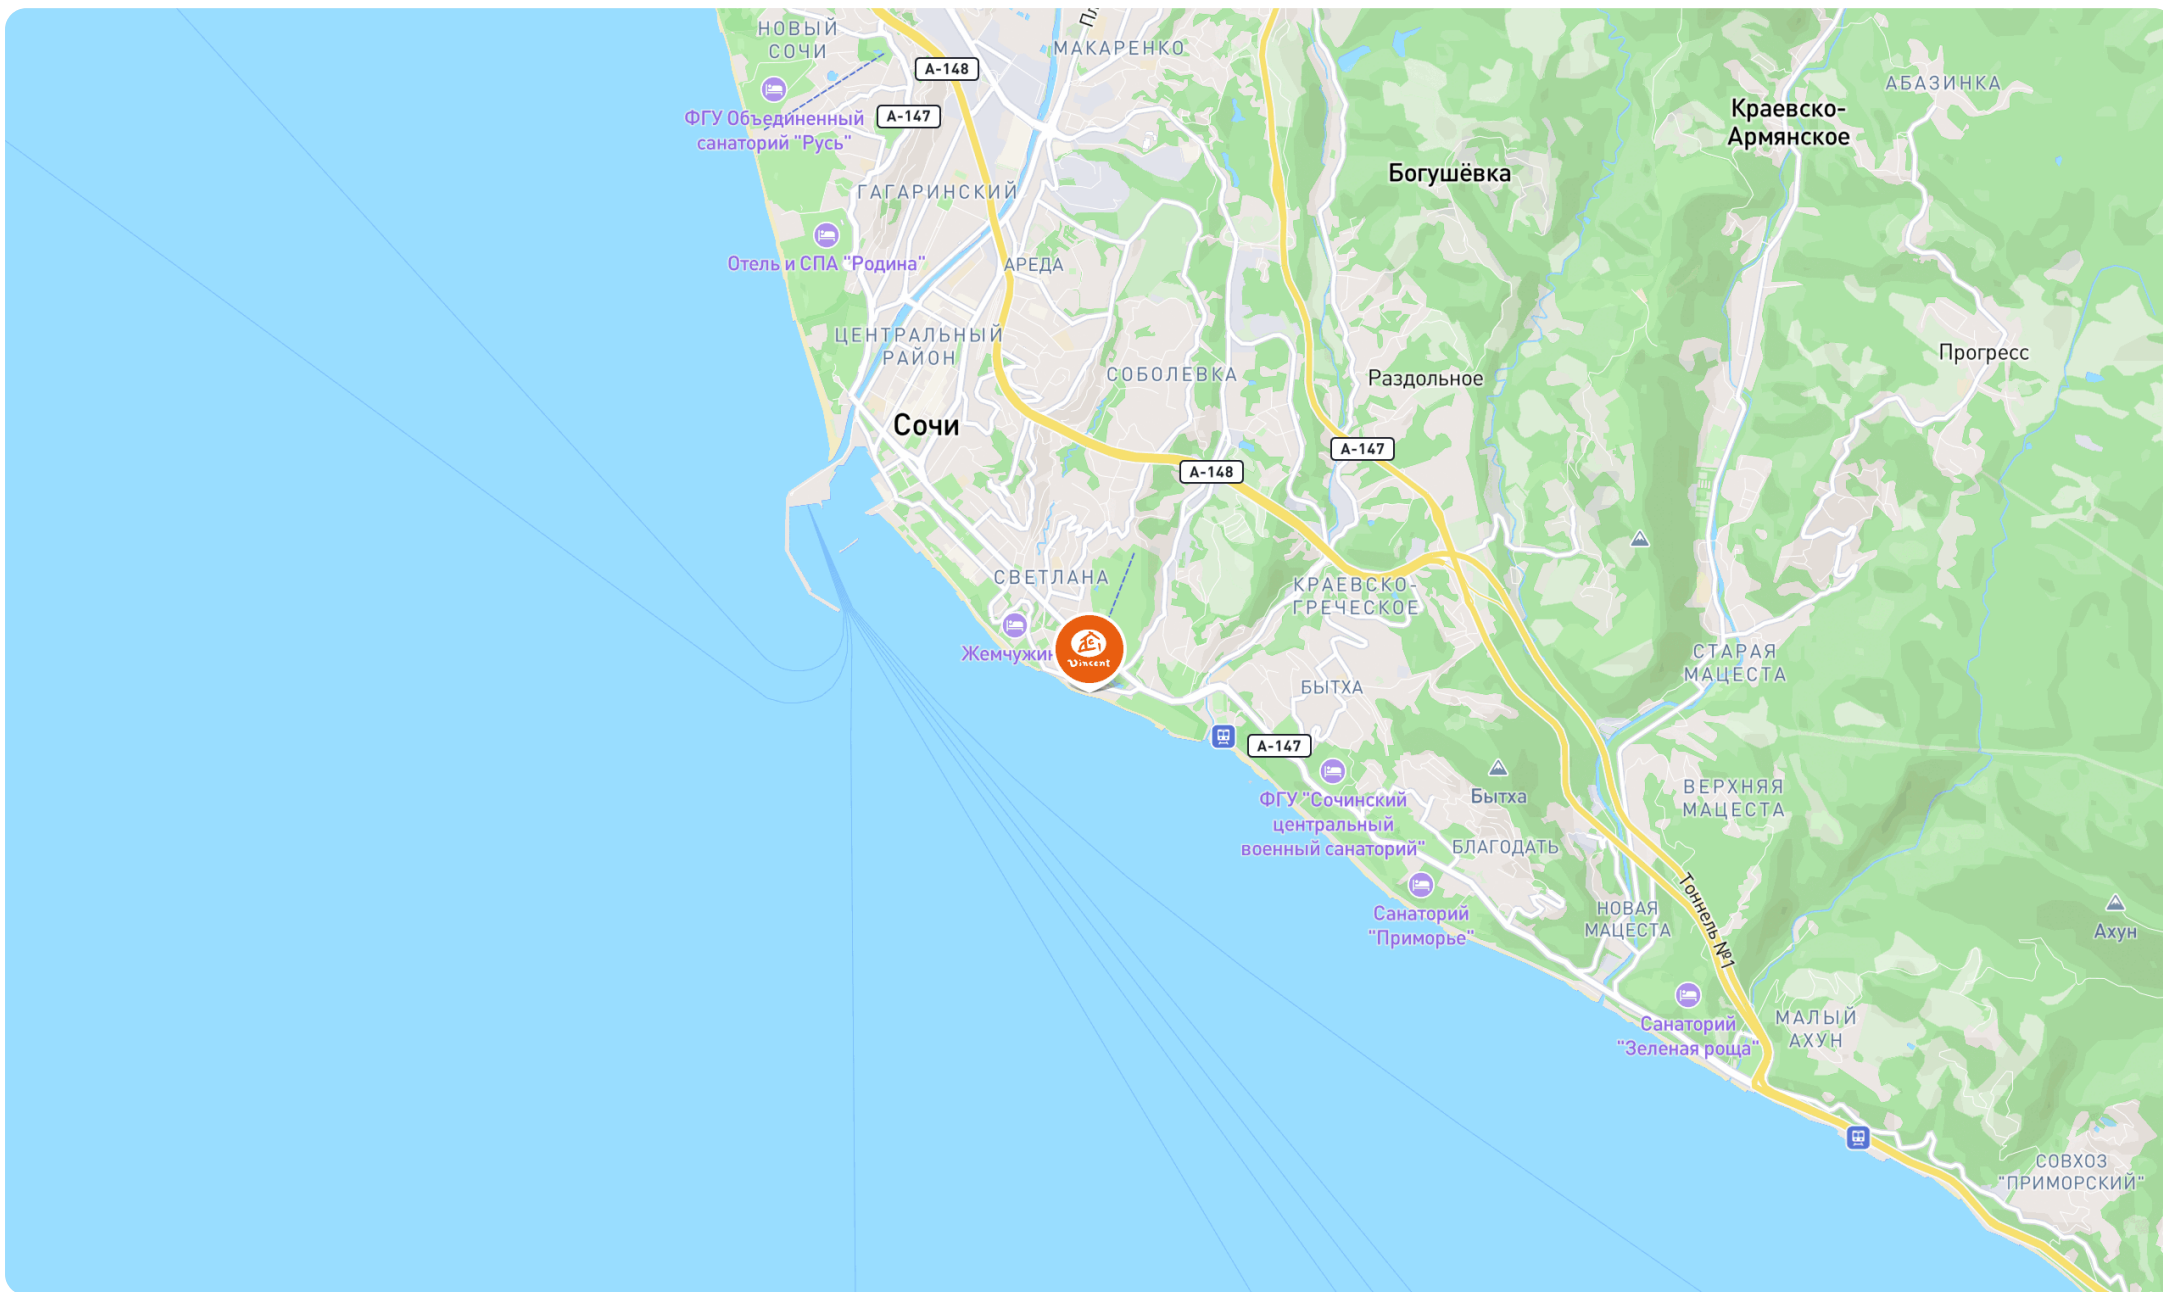 НОВЫЙ
СОЧИ
МАКАРЕНКО
А-148
А-147
ФГУ Объединенный
санаторий "Русь"
АБАЗИНКА
Краевско-
Армянское
Богушёвка
ГАГАРИНСКИЙ
Отель и СПА "Родина"
АРЕДА
ЦЕНТРАЛЬНЫЙ
РАЙОН
СОБОЛЕВКА
Раздольное
Прогресс
Сочи
А-147
А-148
СВЕТЛАНА
КРАЕВСКО-
ГРЕЧЕСКОЕ
Vincent
СТАРАЯ
МАЦЕСТА
БЫТХА
А-147
ФГУ "Сочинский
центральный
военный санаторий"
Бытха
ВЕРХНЯЯ
МАЦЕСТА
БЛАГОДАТЬ
Санаторий
"Приморье"
НОВАЯ
МАЦЕСТА
Тоннель №1
Ахун
Санаторий
"Зеленая роща"
МАЛЫЙ
АХУН
СОВХОЗ
"ПРИМОРСКИЙ"